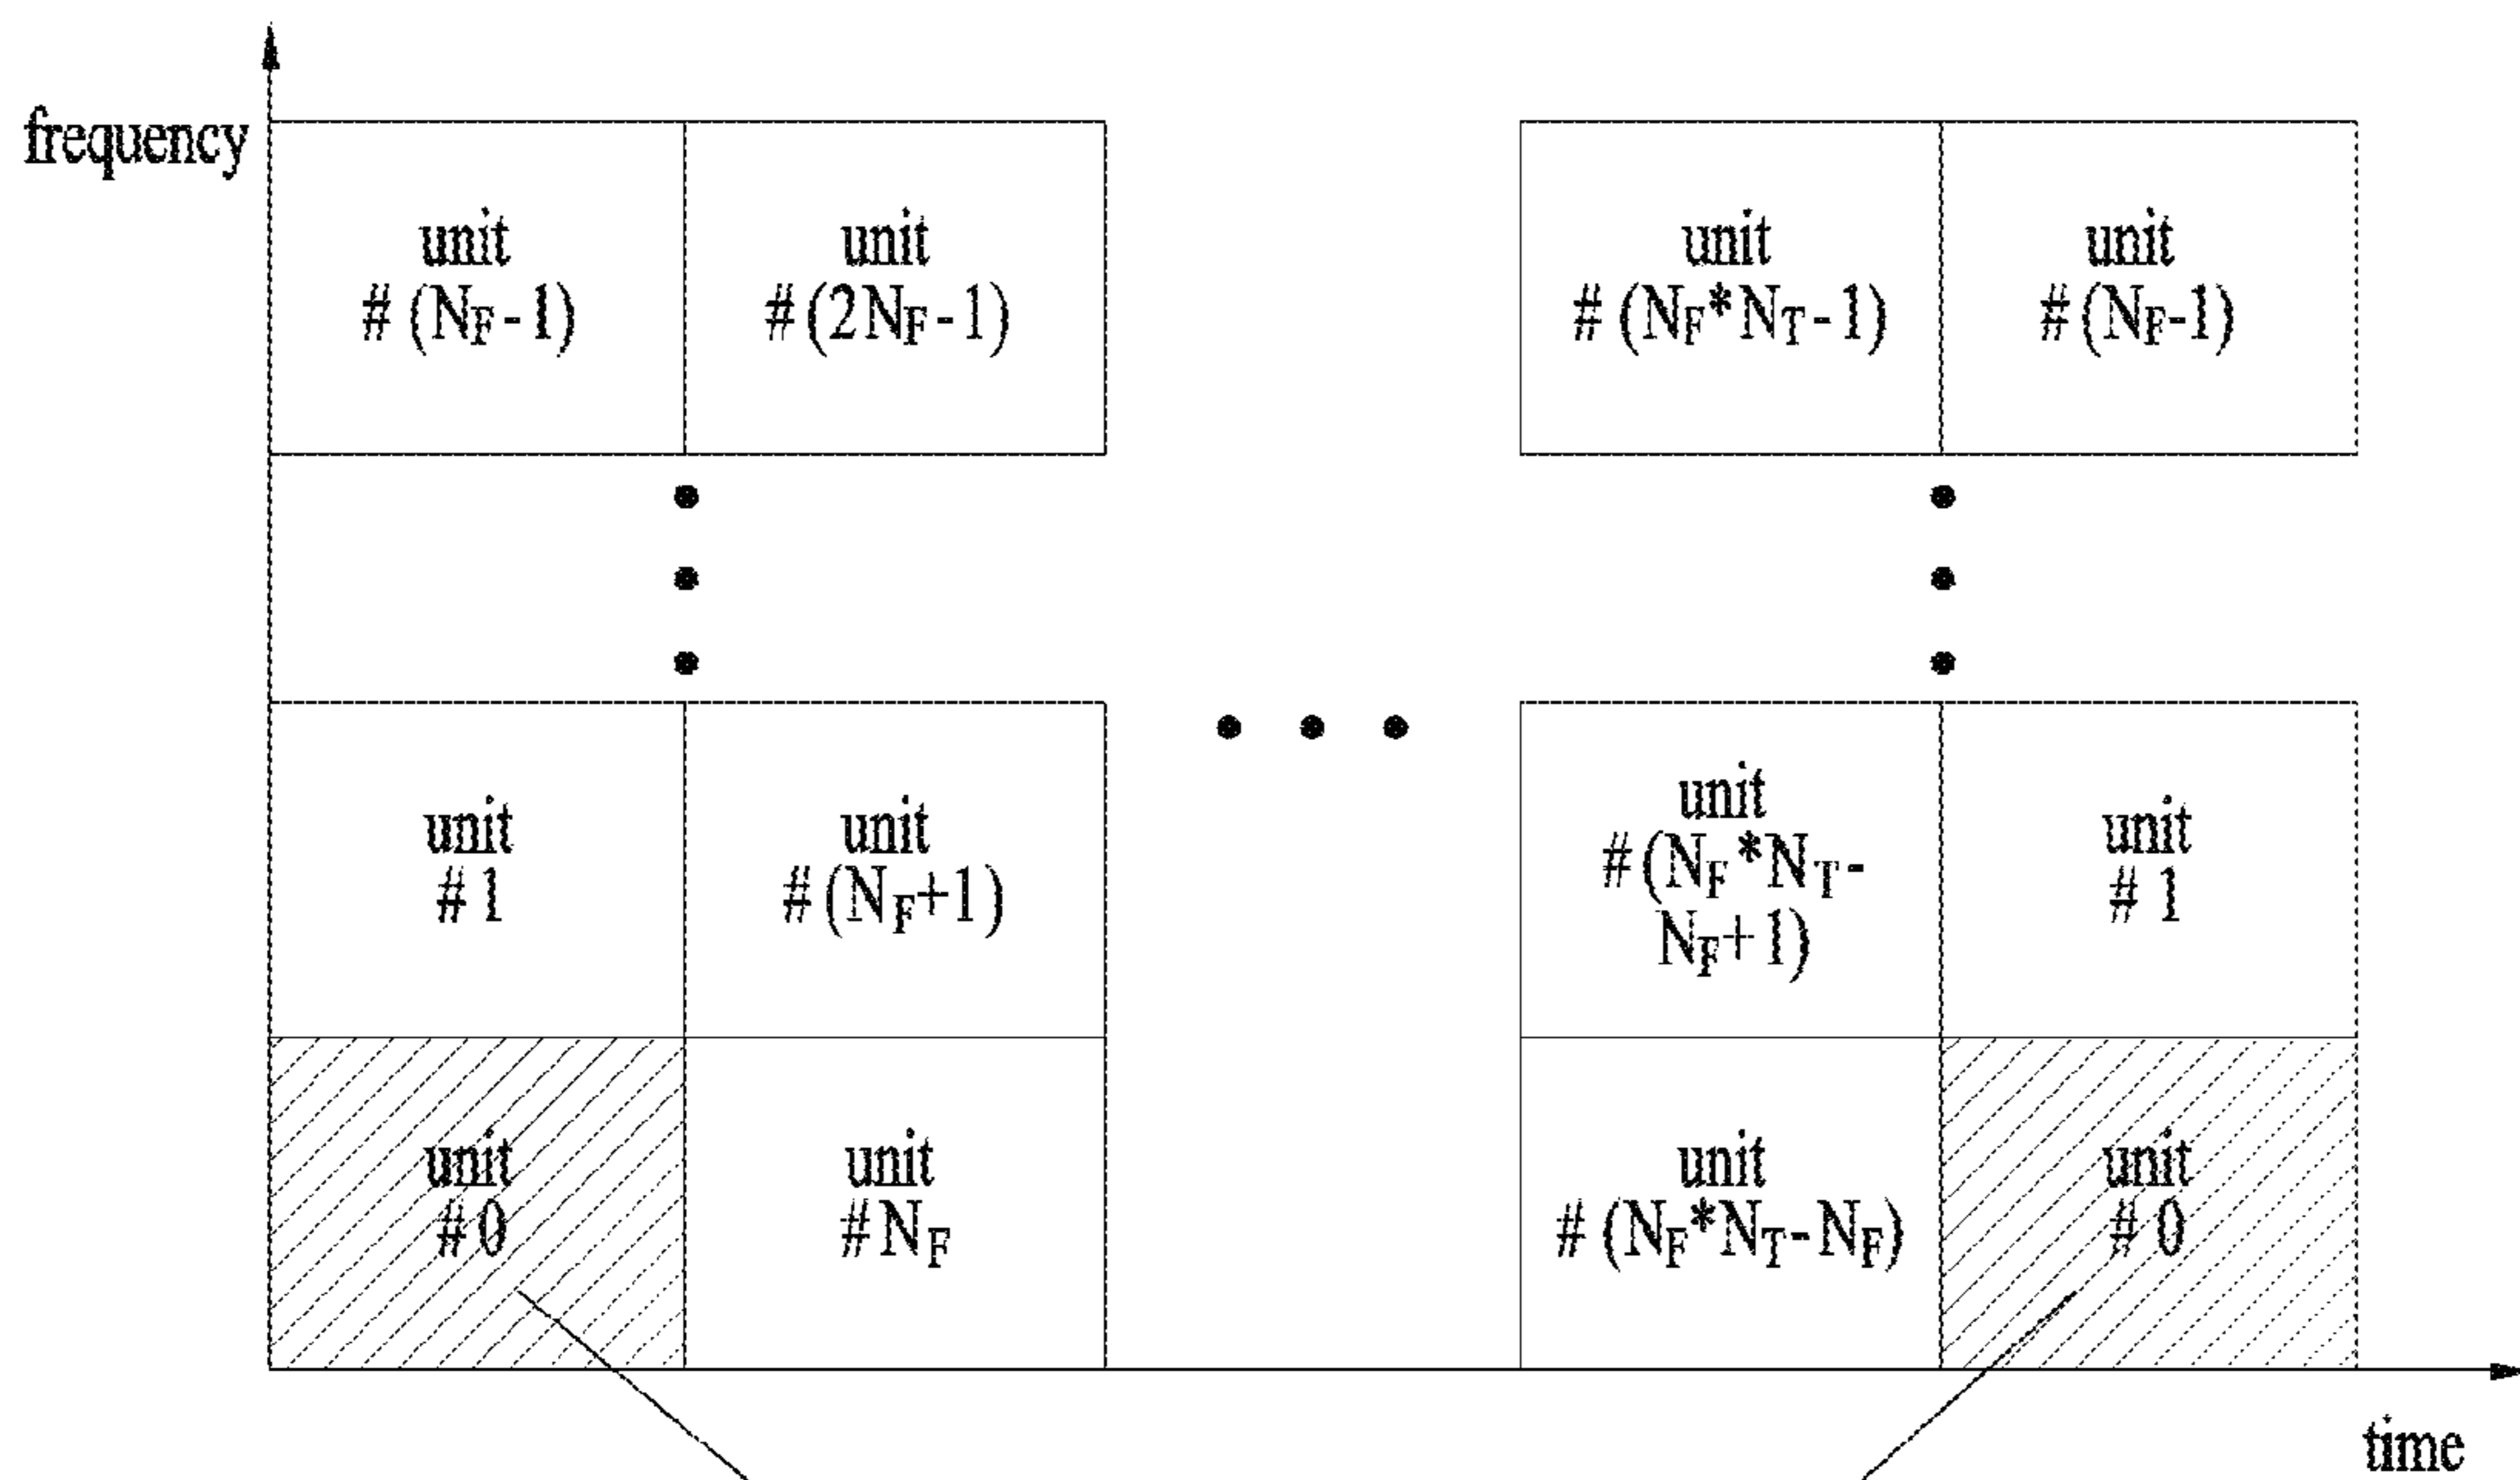 frequency
unit
# (NF-1)
unit
#(2NF-1)
unit
#(NF*NT-1)
unit
#(NF-1)
unit
#1
unit
#(NF+1)
unit
#(NF*NT-
NF+1)
unit
#1
unit
#0
unit
#NF
unit
#(NF*NT-NF)
unit
#0
time